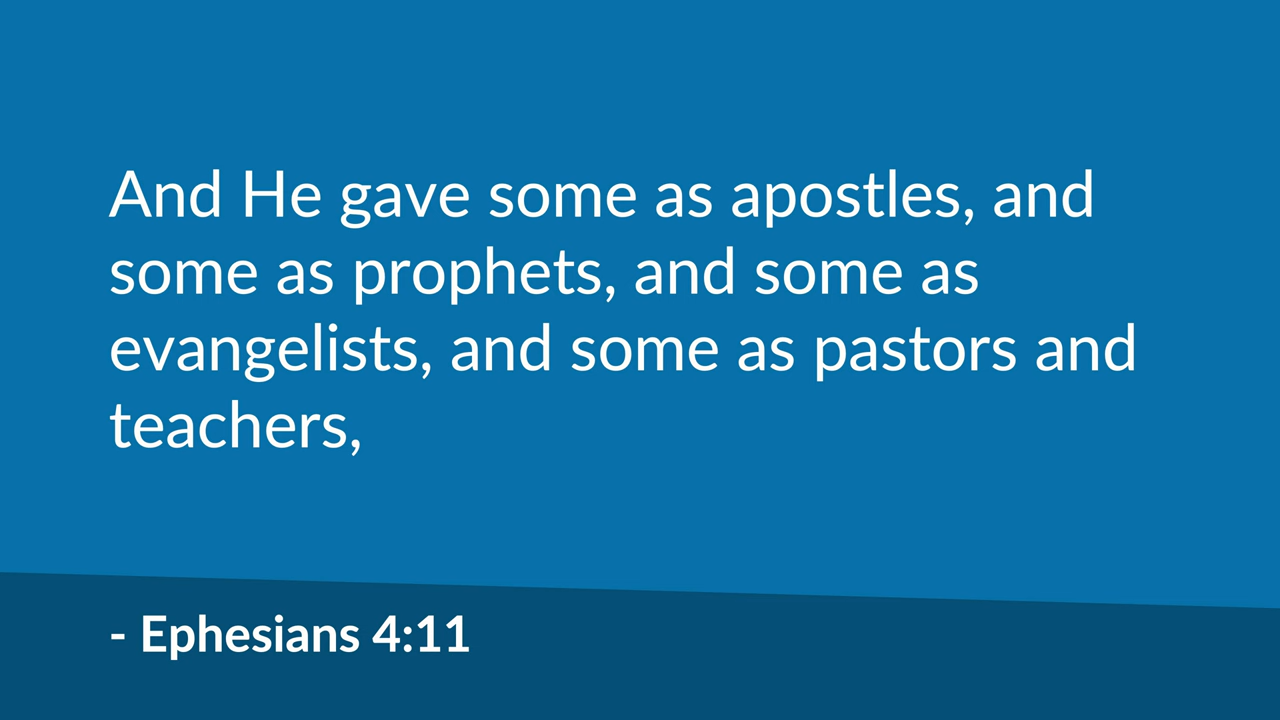 And He gave some as apostles, and
some as prophets, and some as
evangelists, and some as pastors and
teachers,
- Ephesians 4:11